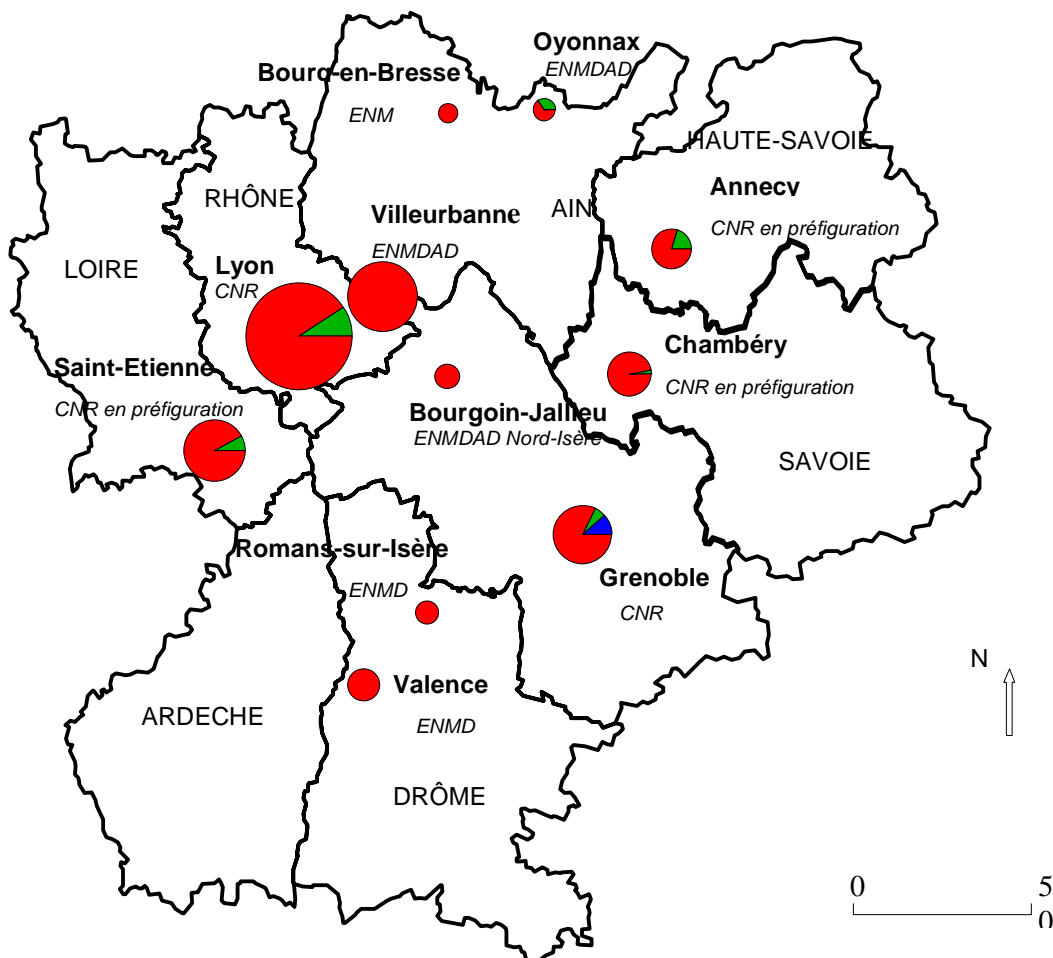 Oyonnax
ENMDAD
Bourg-en-Bresse
ENM
HAUTE-SAVOIE
RHÔNE
Annecy
AIN
Villeurbanne
CNR en préfiguration
ENMDAD
LOIRE
Lyon
CNR
Chambéry
CNR en préfiguration
Saint-Etienne
CNR en préfiguration
Bourgoin-Jallieu
ENMDAD Nord-Isère
SAVOIE
Romans-sur-Isère
ENMD
Grenoble
CNR
N
Valence
ENMD
ARDECHE
DRÔME
0 5
0